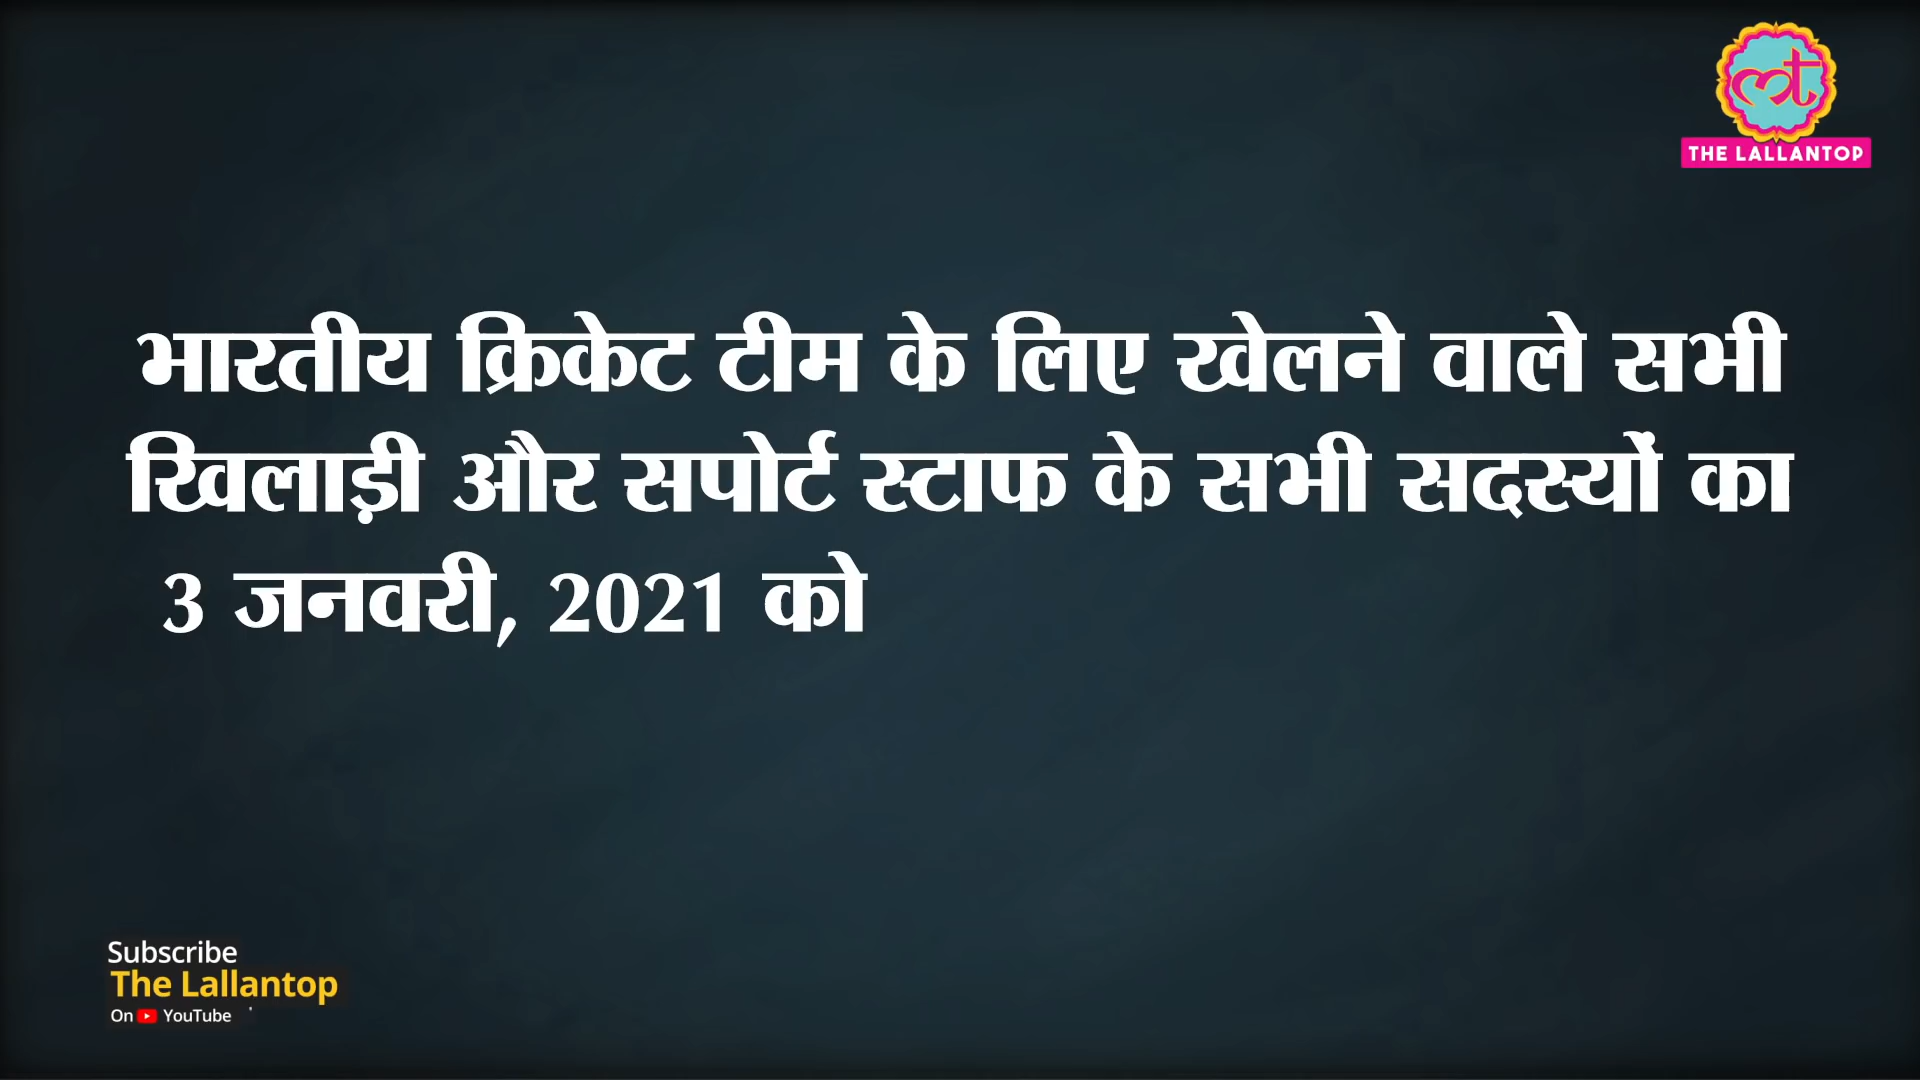 THE LALLANTOP
भारतीय क्रिकेट टीम के लिए खेलने वाले सभी
खिलाड़ी और सपोर्ट स्टाफ के सभी सदस्यों का
3 जनवरी, 2021 को
Subscribe
The Lallantop
On YouTube